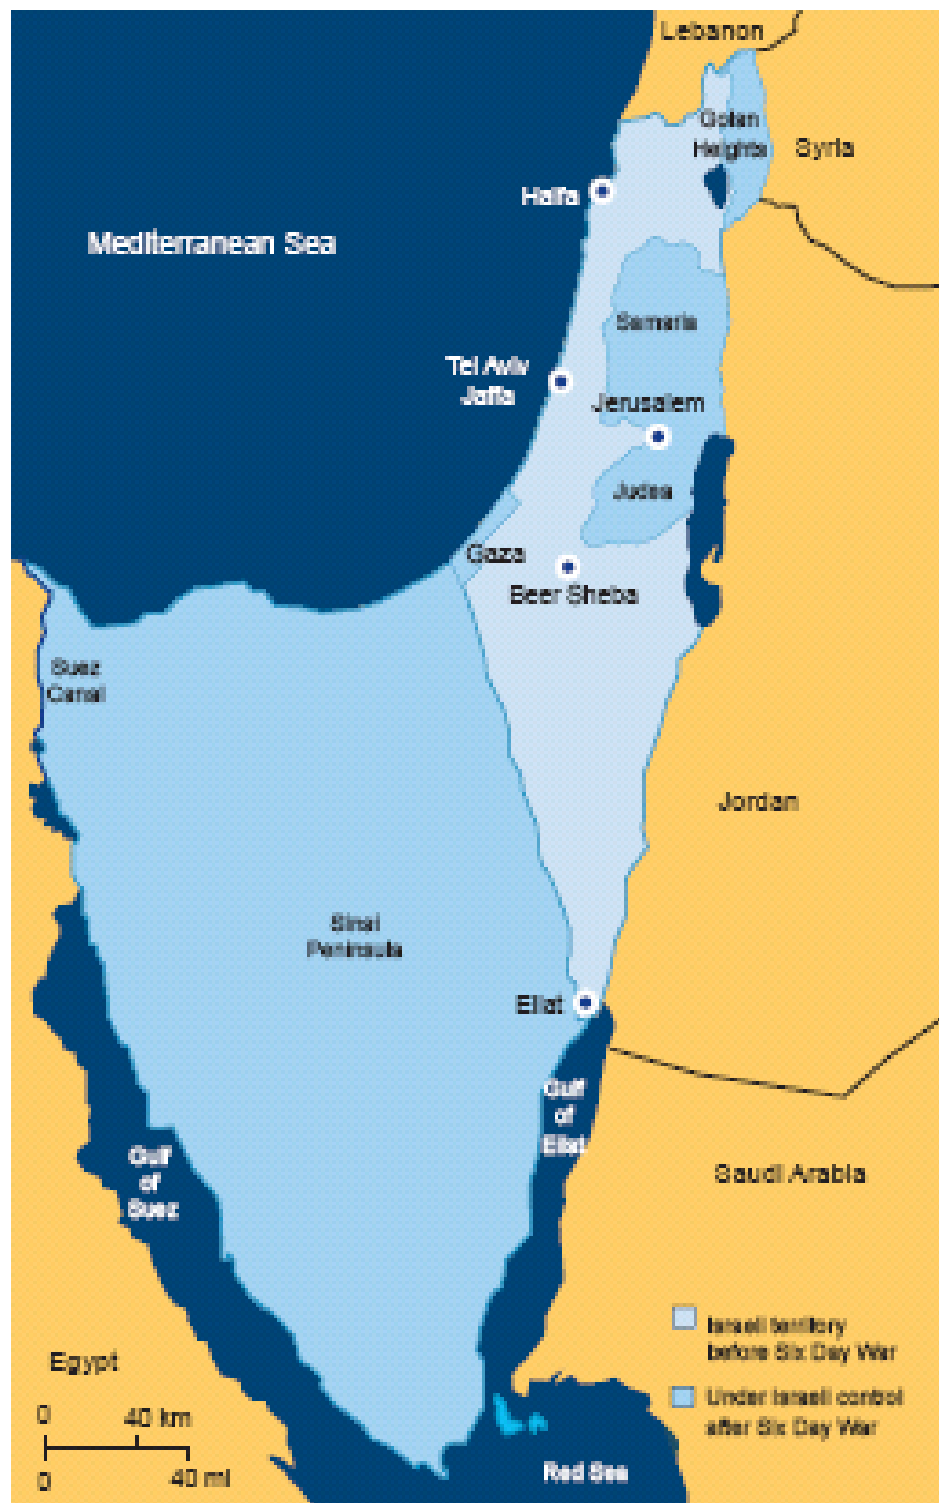 Lebanon
Golan
Heights
Syria
Haifa
Mediterranean Sea
Samaria
Tel Aviv
Jaffa
Jerusalem
Judea
Gaza
Beer Sheba
Suez
Canal
Jordan
Sinai
Peninsula
Eilat
Gulf
of
Eilat
Gulf
of
Suez
Saudi Arabia
Israeli territory
before Six Day War
Egypt
Under Israeli control
after Six Day War
0
40 km
0
40 mi
Red Sea